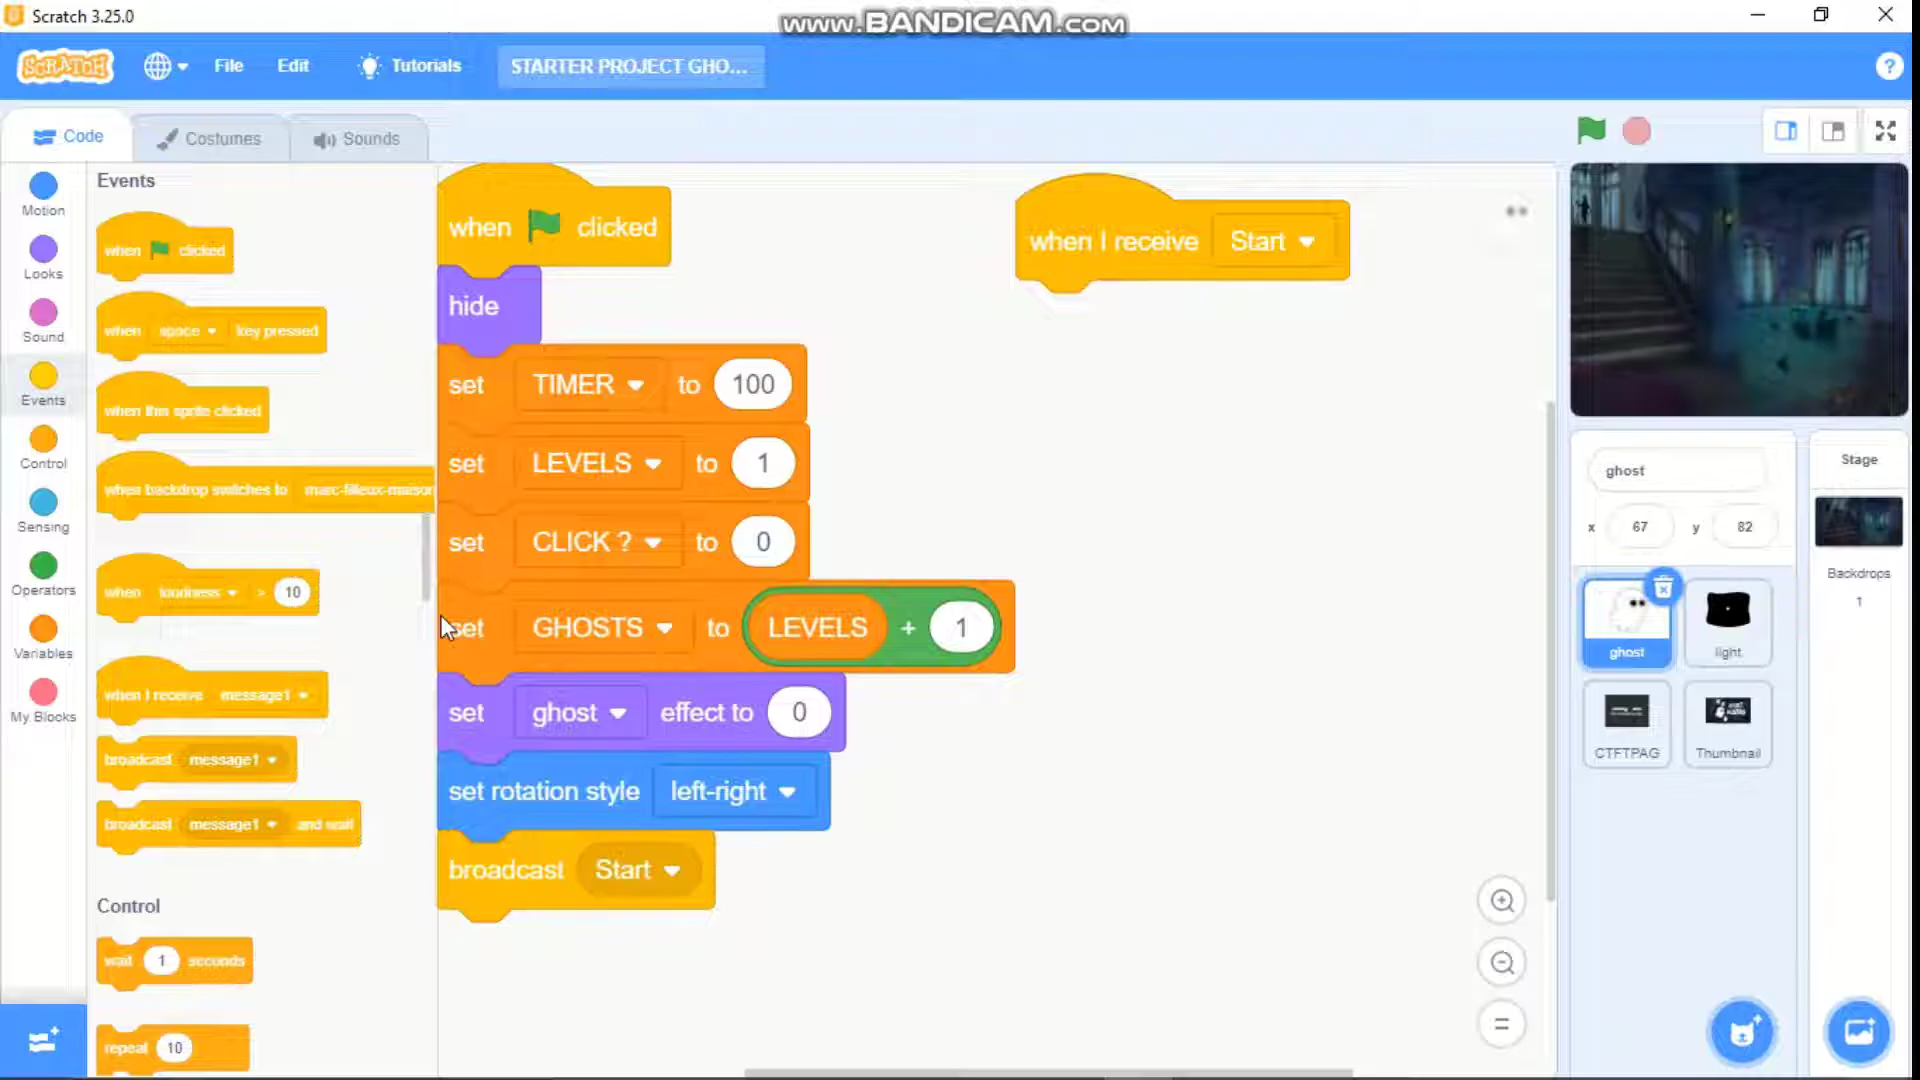 Scratch 3.25.0
www.BANDICAM.com
SCRATCH
File
Edit
Tutorials
STARTER PROJECT GHO...
?
Code
Costumes
Sounds
Motion
Looks
Sound
Events
Control
Sensing
Operators
Variables
My Blocks
Events
when clicked
when space key pressed
when this sprite clicked
when backdrop switches to marc-filleux-maison
when loudness > 10
when I receive message1
broadcast message1
broadcast message1 and wait
Control
wait 1 seconds
repeat 10
when clicked
hide
set TIMER to 100
set LEVELS to 1
set CLICK ? to 0
set GHOSTS to LEVELS + 1
set ghost effect to 0
set rotation style left-right
broadcast Start
when I receive Start
ghost
x 67 y 82
ghost
light
CTFTPAG
Thumbnail
Stage
Backdrops
1